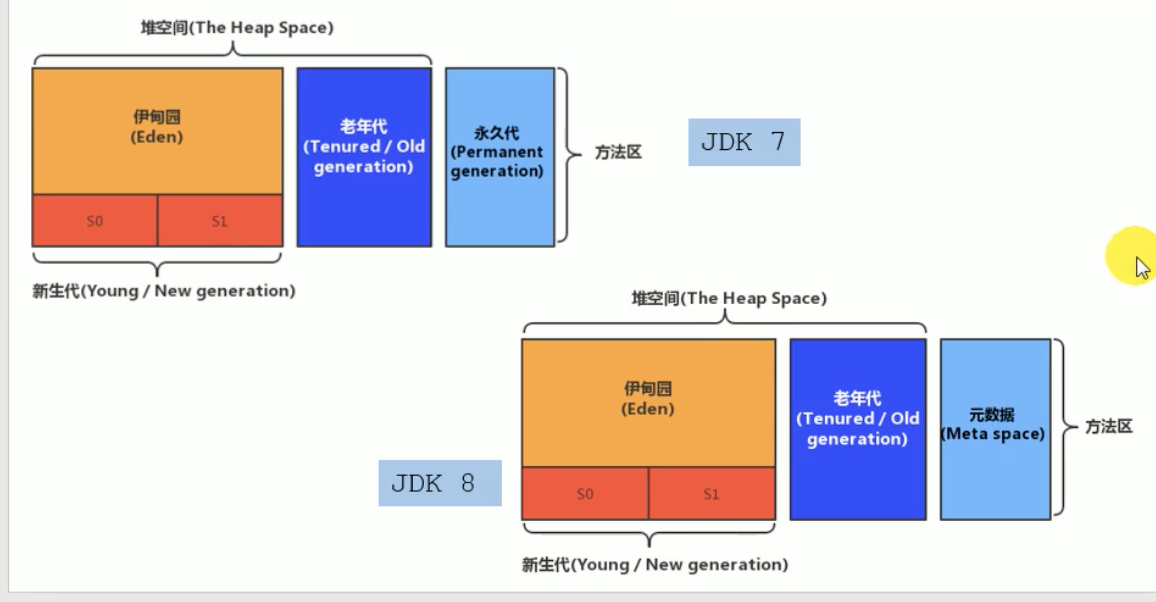 堆空间(The Heap Space)
伊甸园
(Eden)
S0
S1
老年代
(Tenured / Old
generation)
永久代
(Permanent
generation)
方法区
JDK 7
新生代(Young / New generation)
堆空间(The Heap Space)
伊甸园
(Eden)
S0
S1
老年代
(Tenured / Old
generation)
元数据
(Meta space)
方法区
JDK 8
新生代(Young / New generation)